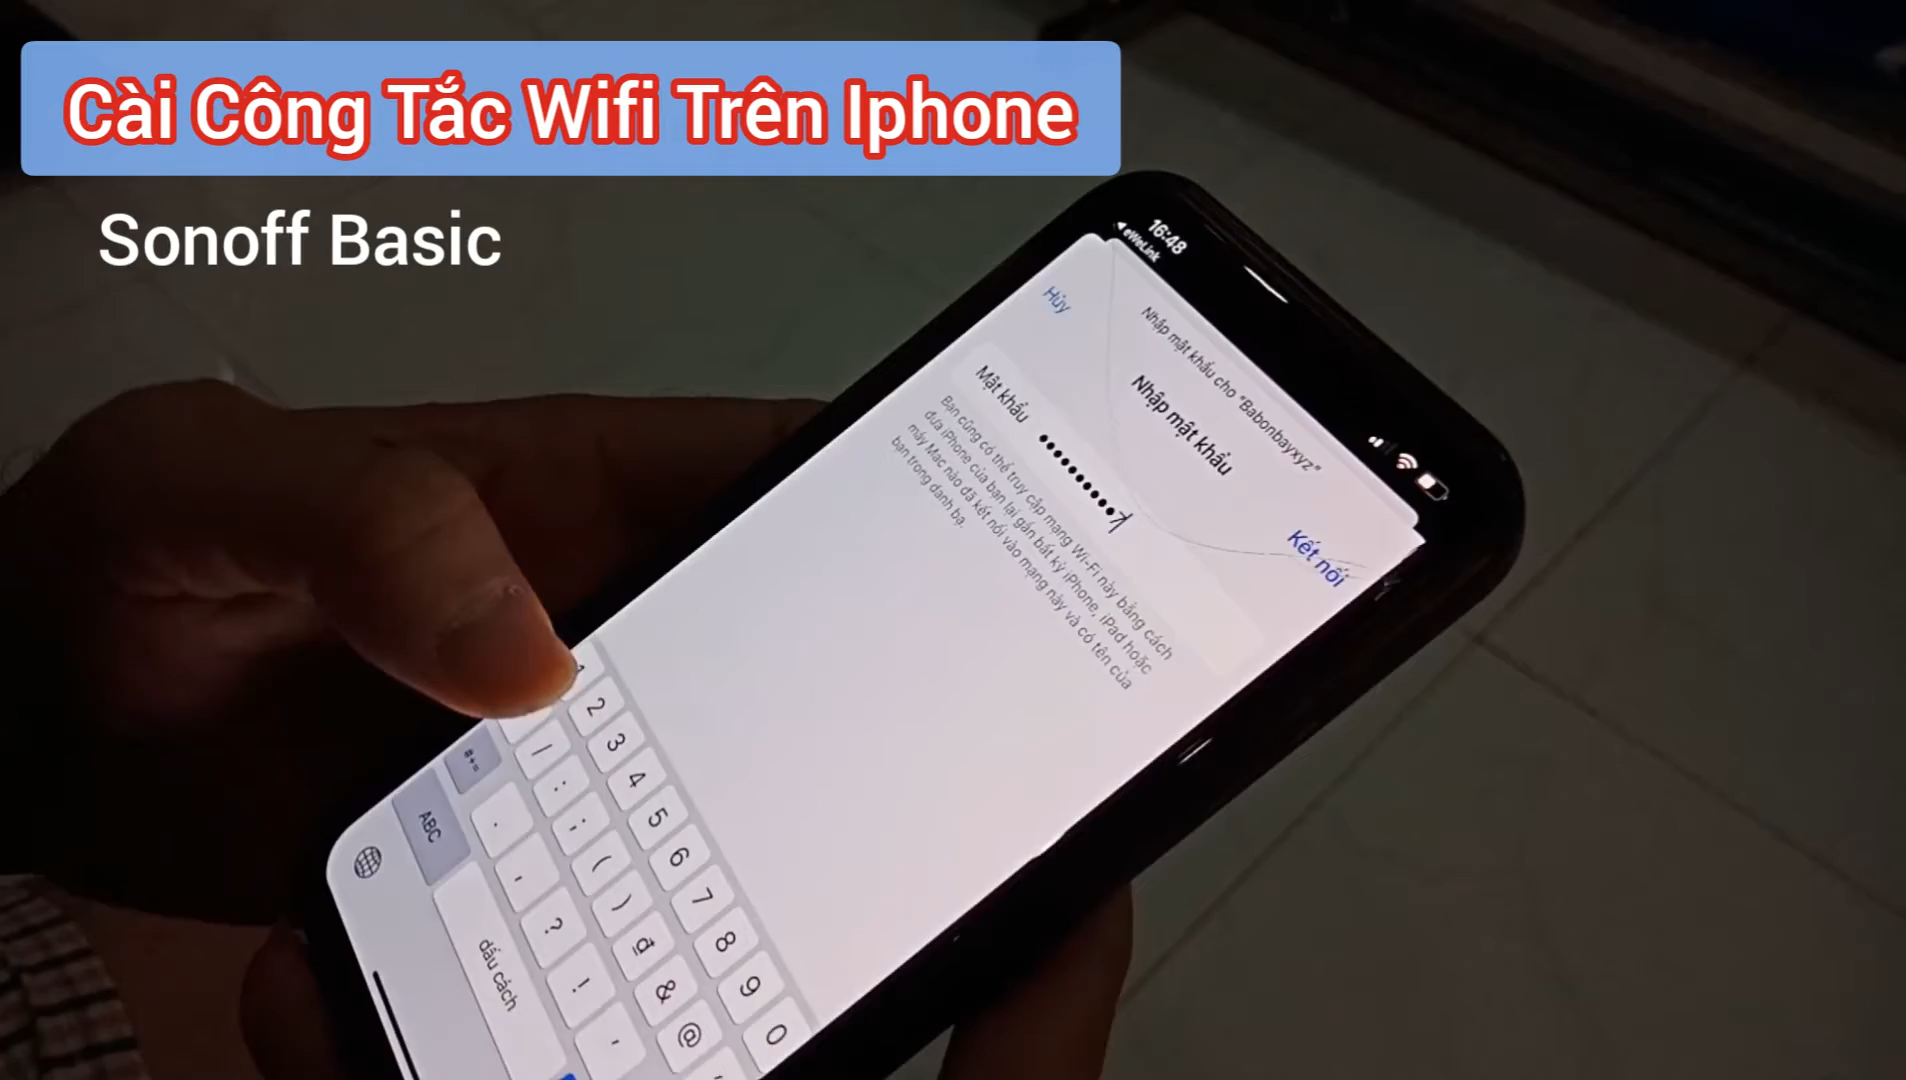 Cài Công Tắc Wifi Trên Iphone
Sonoff Basic
16:48
eWeLink
Nhập mật khẩu cho "Babonbayxyz"
Hủy
Nhập mật khẩu
Kết nối
Mật khẩu ••••••••••7
Bạn cũng có thể truy cập mạng Wi-Fi này bằng cách
đưa iPhone của bạn lại gần bất kỳ iPhone, iPad hoặc
máy Mac nào đã kết nối vào mạng này và có tên của
bạn trong danh bạ.
2 3 4 5 6 7 8 9 0
/ : ; ( ) ₫ & @
#+= . , ? ! '
ABC dấu cách